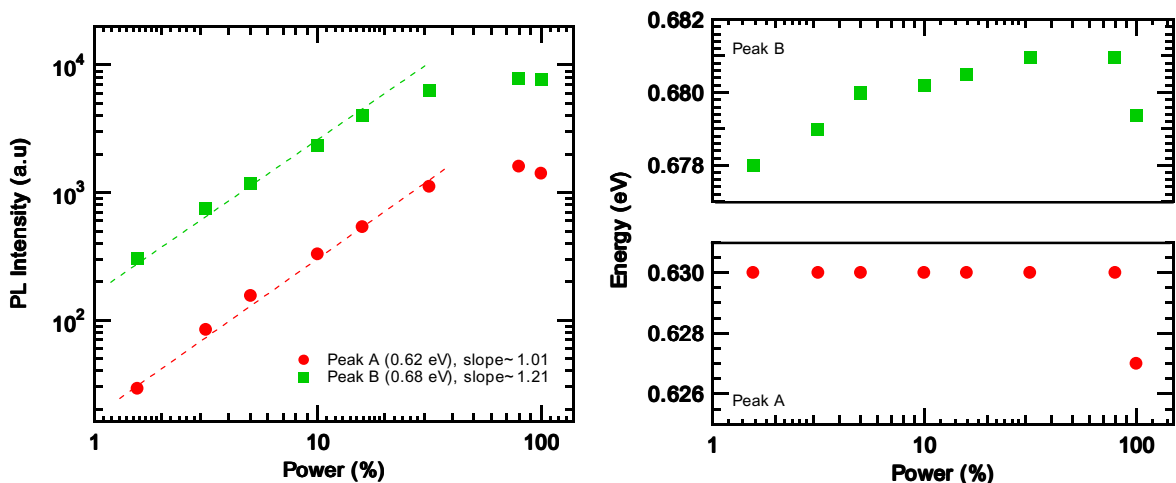 10^4
10^3
10^2
PL Intensity (a.u)
Peak A (0.62 eV), slope~1.01
Peak B (0.68 eV), slope~1.21
1
10
100
Power (%)
0.682
0.680
0.678
Peak B
Energy (eV)
0.630
0.628
0.626
Peak A
1
10
100
Power (%)